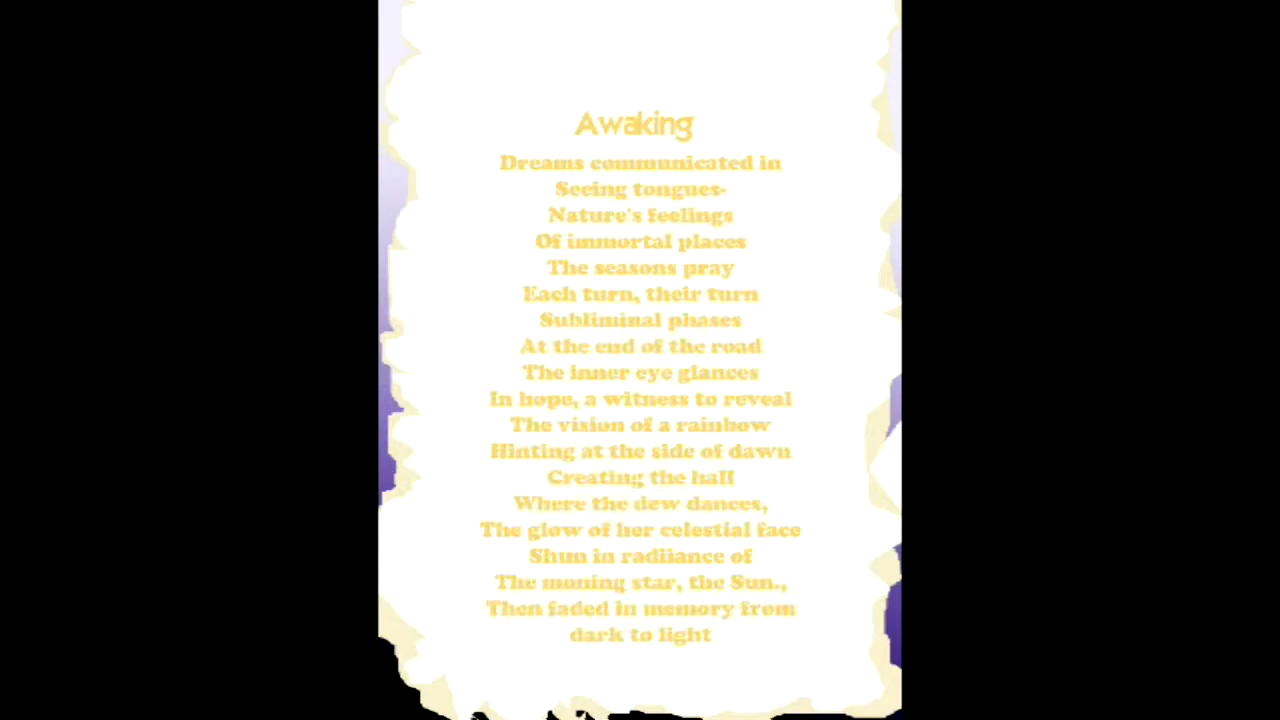 Awaking
Dreams communicated in
Seeing tongues-
Nature's feelings
Of immortal places
The seasons pray
Each turn, their turn
Subliminal phases
At the end of the road
The inner eye glances
In hope, a witness to reveal
The vision of a rainbow
Hinting at the side of dawn
Creating the hall
Where the dew dances,
The glow of her celestial face
Shun in radiiance of
The moning star, the Sun.,
Then faded in memory from
dark to light